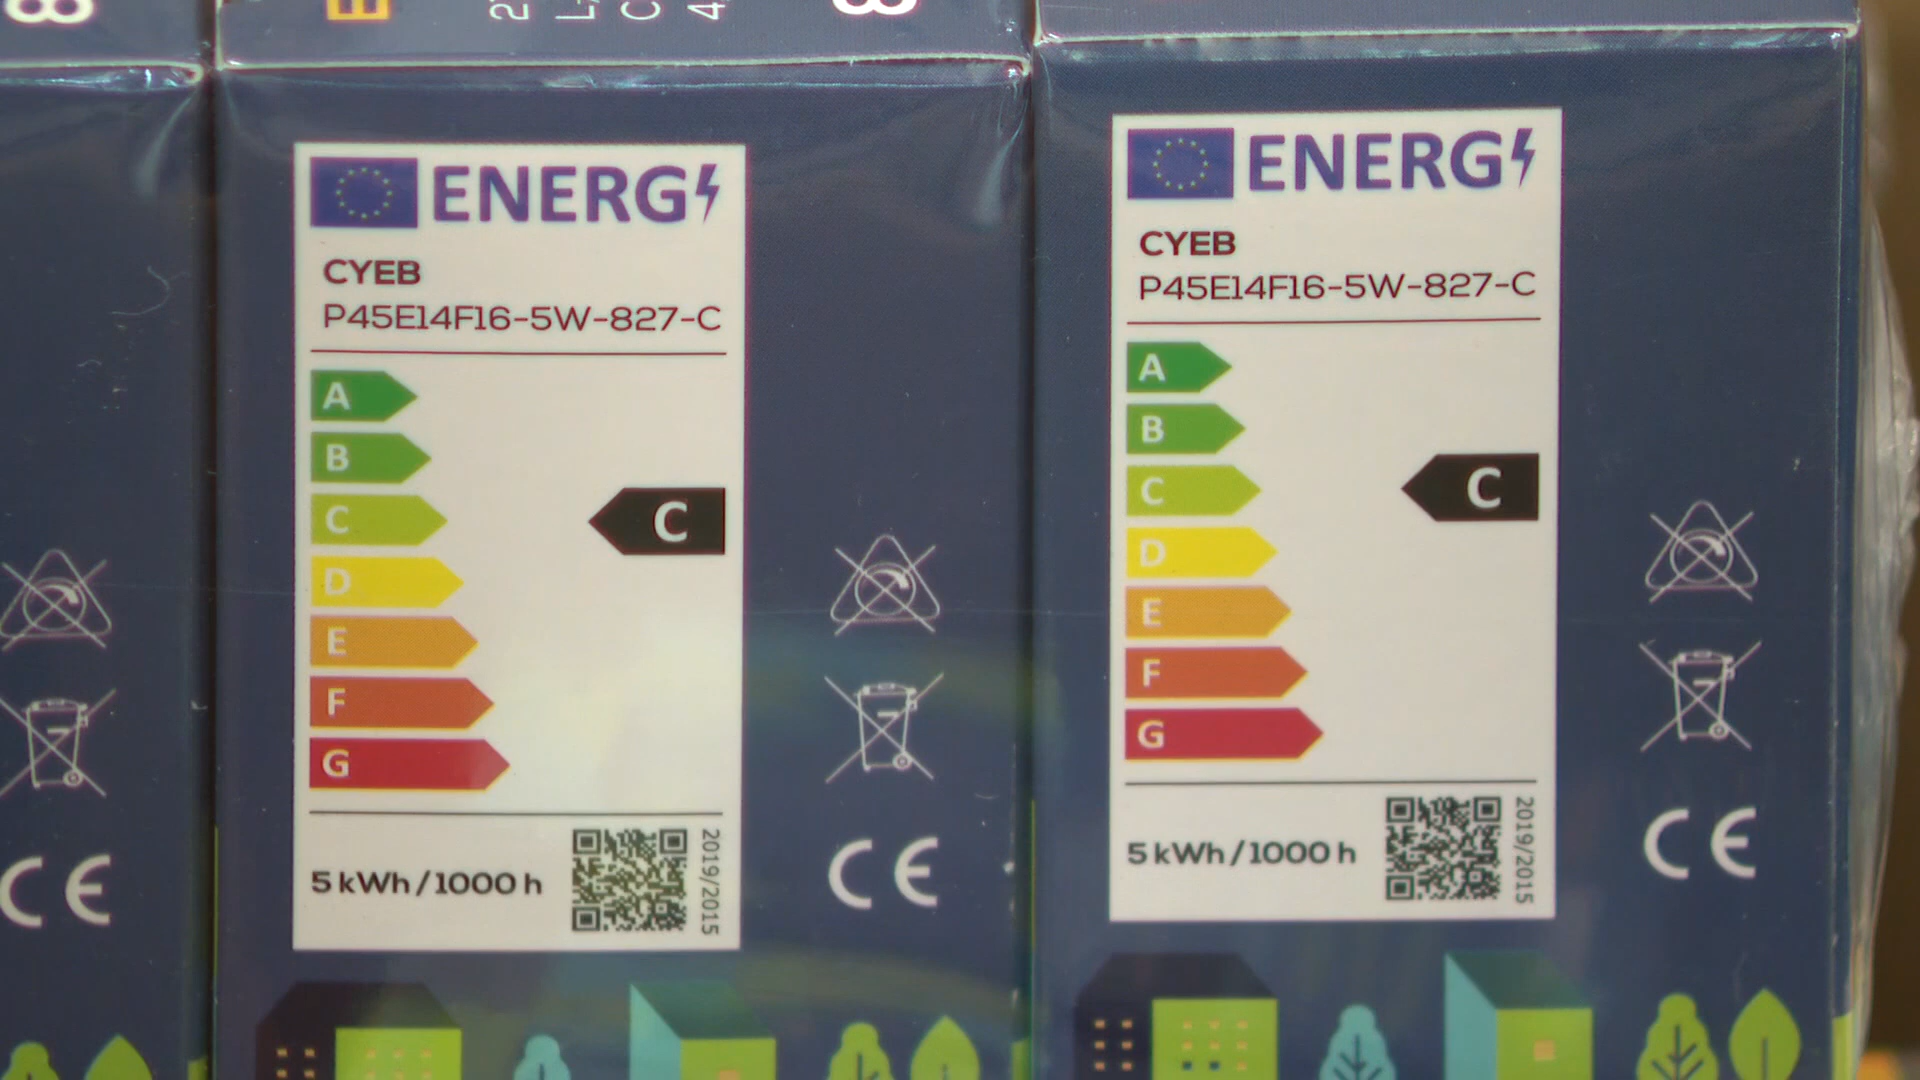 ENERG
CYEB
P45E14F16-5W-827-C
A
B
C
C
D
E
F
G
5 kWh/1000 h
2019/2015
CE
ENERG
CYEB
P45E14F16-5W-827-C
A
B
C
C
D
E
F
G
5 kWh/1000 h
2019/2015
CE
CE